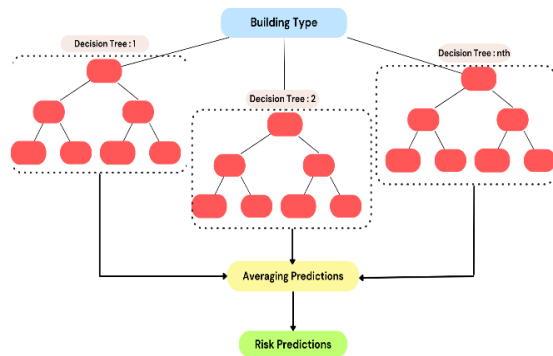 Building Type
Decision Tree : 1
Decision Tree : nth
Decision Tree : 2
Averaging Predictions
Risk Predictions